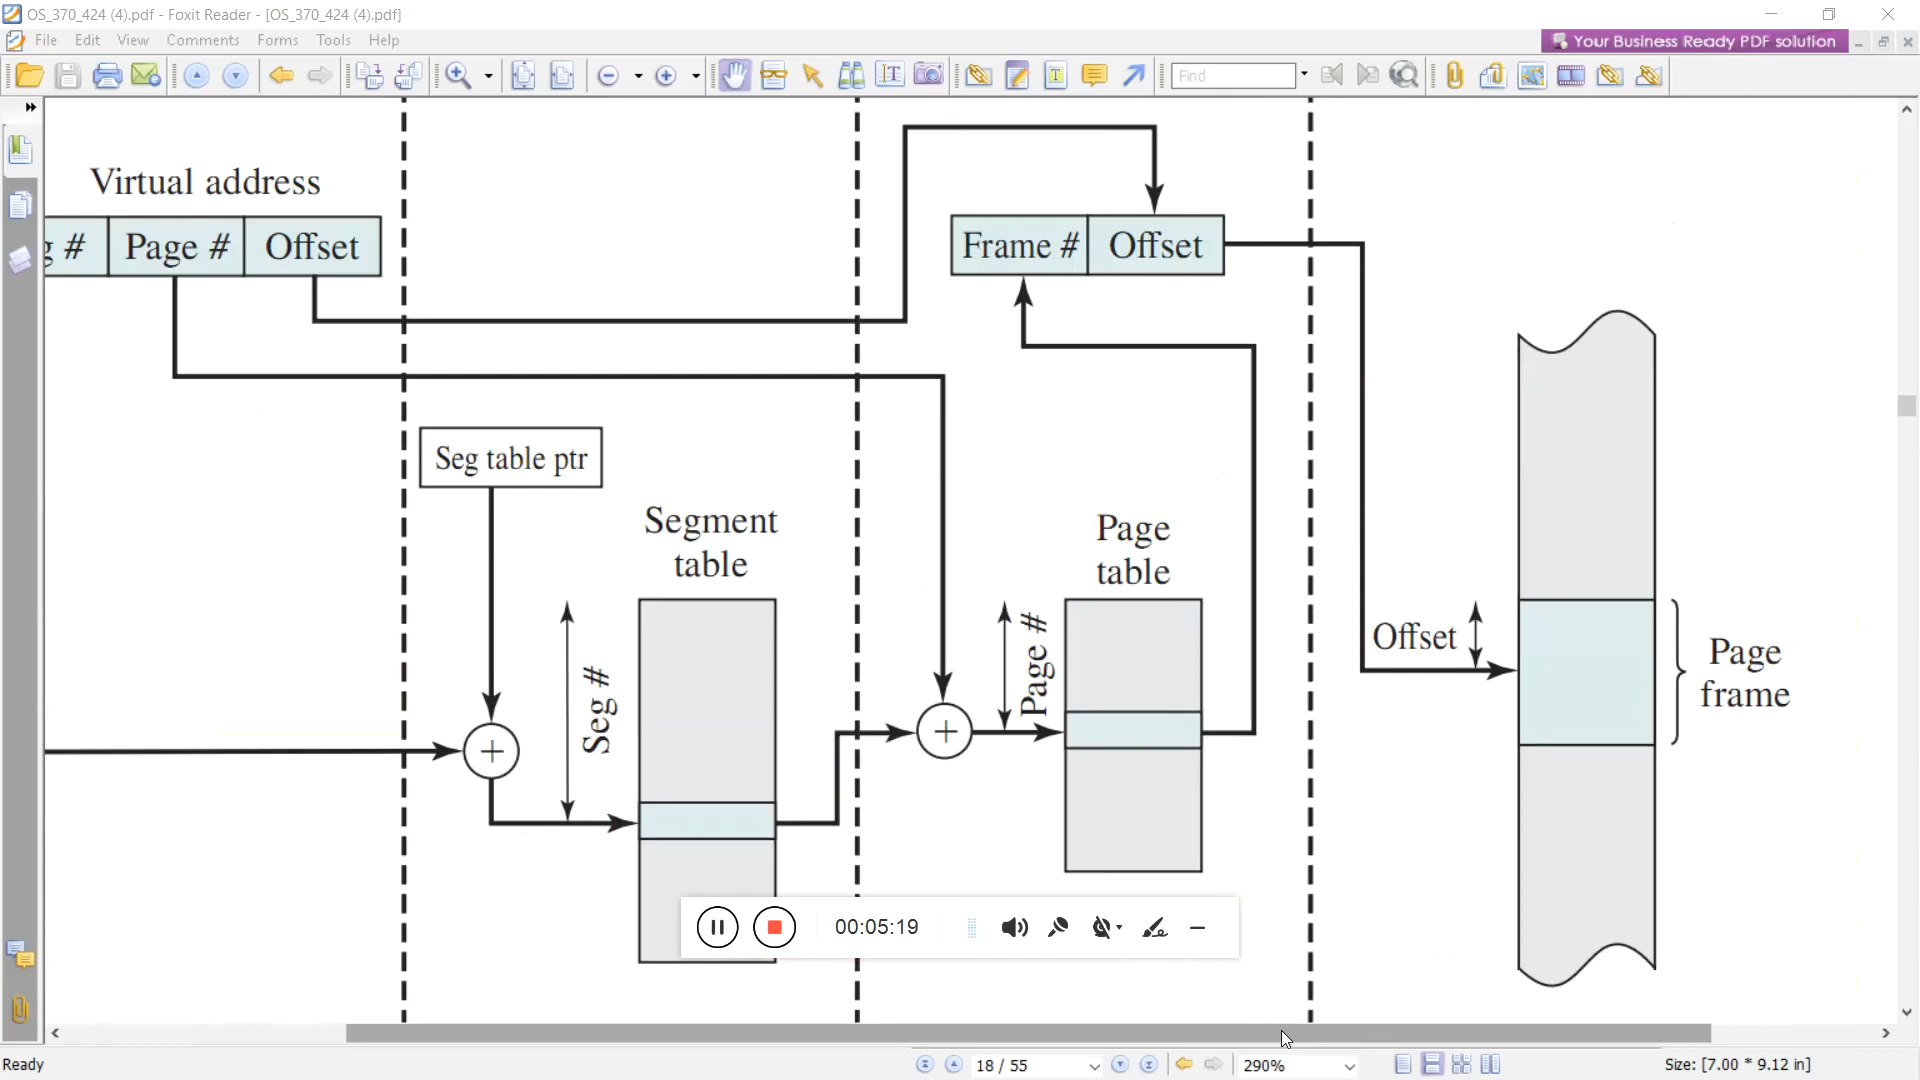 OS_370_424 (4).pdf - Foxit Reader - [OS_370_424 (4).pdf]
File Edit View Comments Forms Tools Help
Your Business Ready PDF solution
Find
Virtual address
g # Page # Offset
Frame # Offset
Seg table ptr
Segment
table
Page
table
Seg #
Page #
Offset
Page
frame
00:05:19
Ready
18 / 55
290%
Size: [7.00 * 9.12 in]